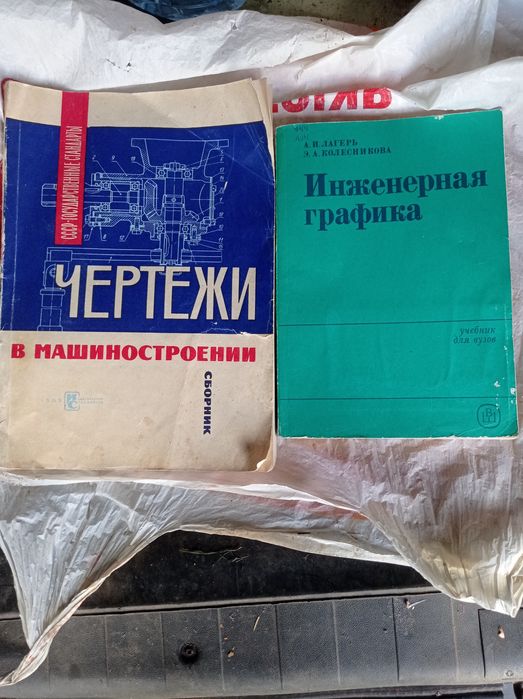 СССР-ГОСУДАРСТВЕННЫЕ СТАНДАРТЫ
ЧЕРТЕЖИ
В МАШИНОСТРОЕНИИ
СБОРНИК
А.И.ЛАГЕРЬ
Э.А.КОЛЕСНИКОВА
Инженерная
графика
учебник
для вузов